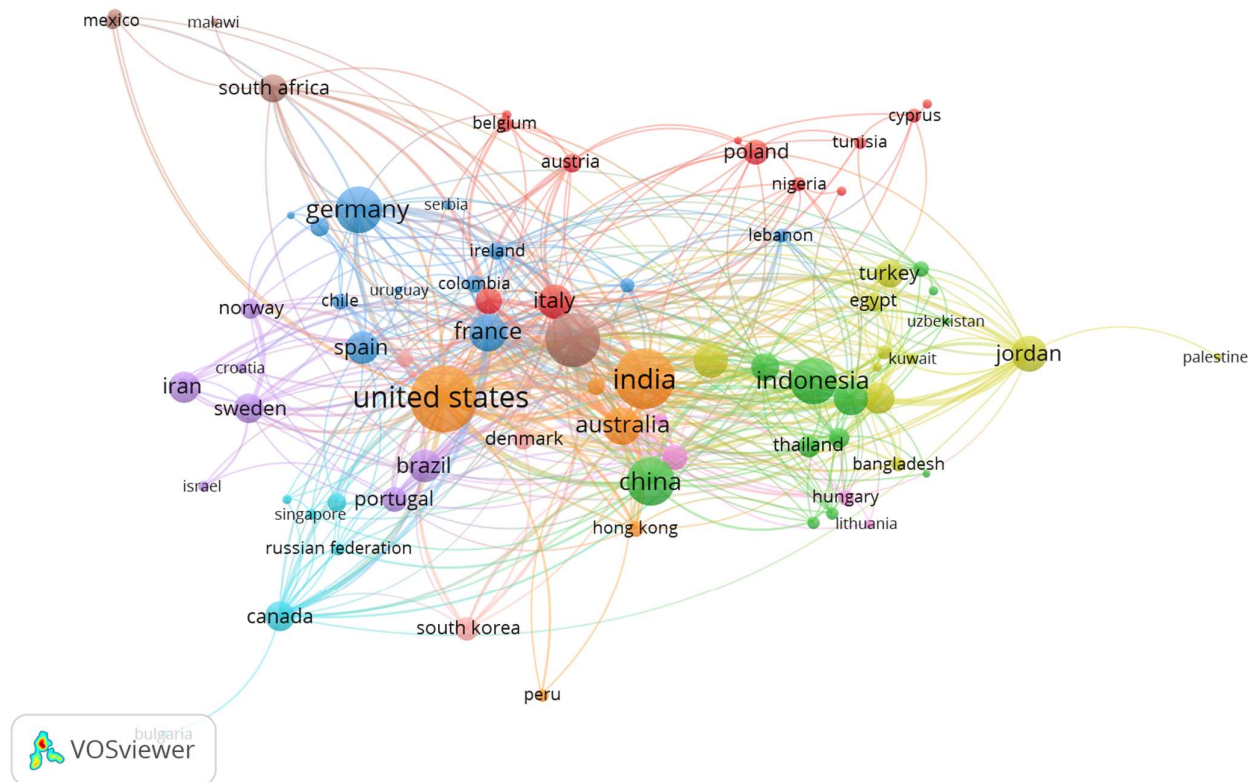 mexico
malawi
south africa
belgium
cyprus
tunisia
austria
poland
nigeria
germany
serbia
lebanon
ireland
turkey
colombia
uruguay
chile
norway
italy
egypt
uzbekistan
france
spain
kuwait
jordan
palestine
croatia
iran
india
indonesia
united states
sweden
australia
denmark
thailand
brazil
bangladesh
china
israel
portugal
hungary
singapore
lithuania
hong kong
russian federation
canada
south korea
peru
bulgaria
VOSviewer